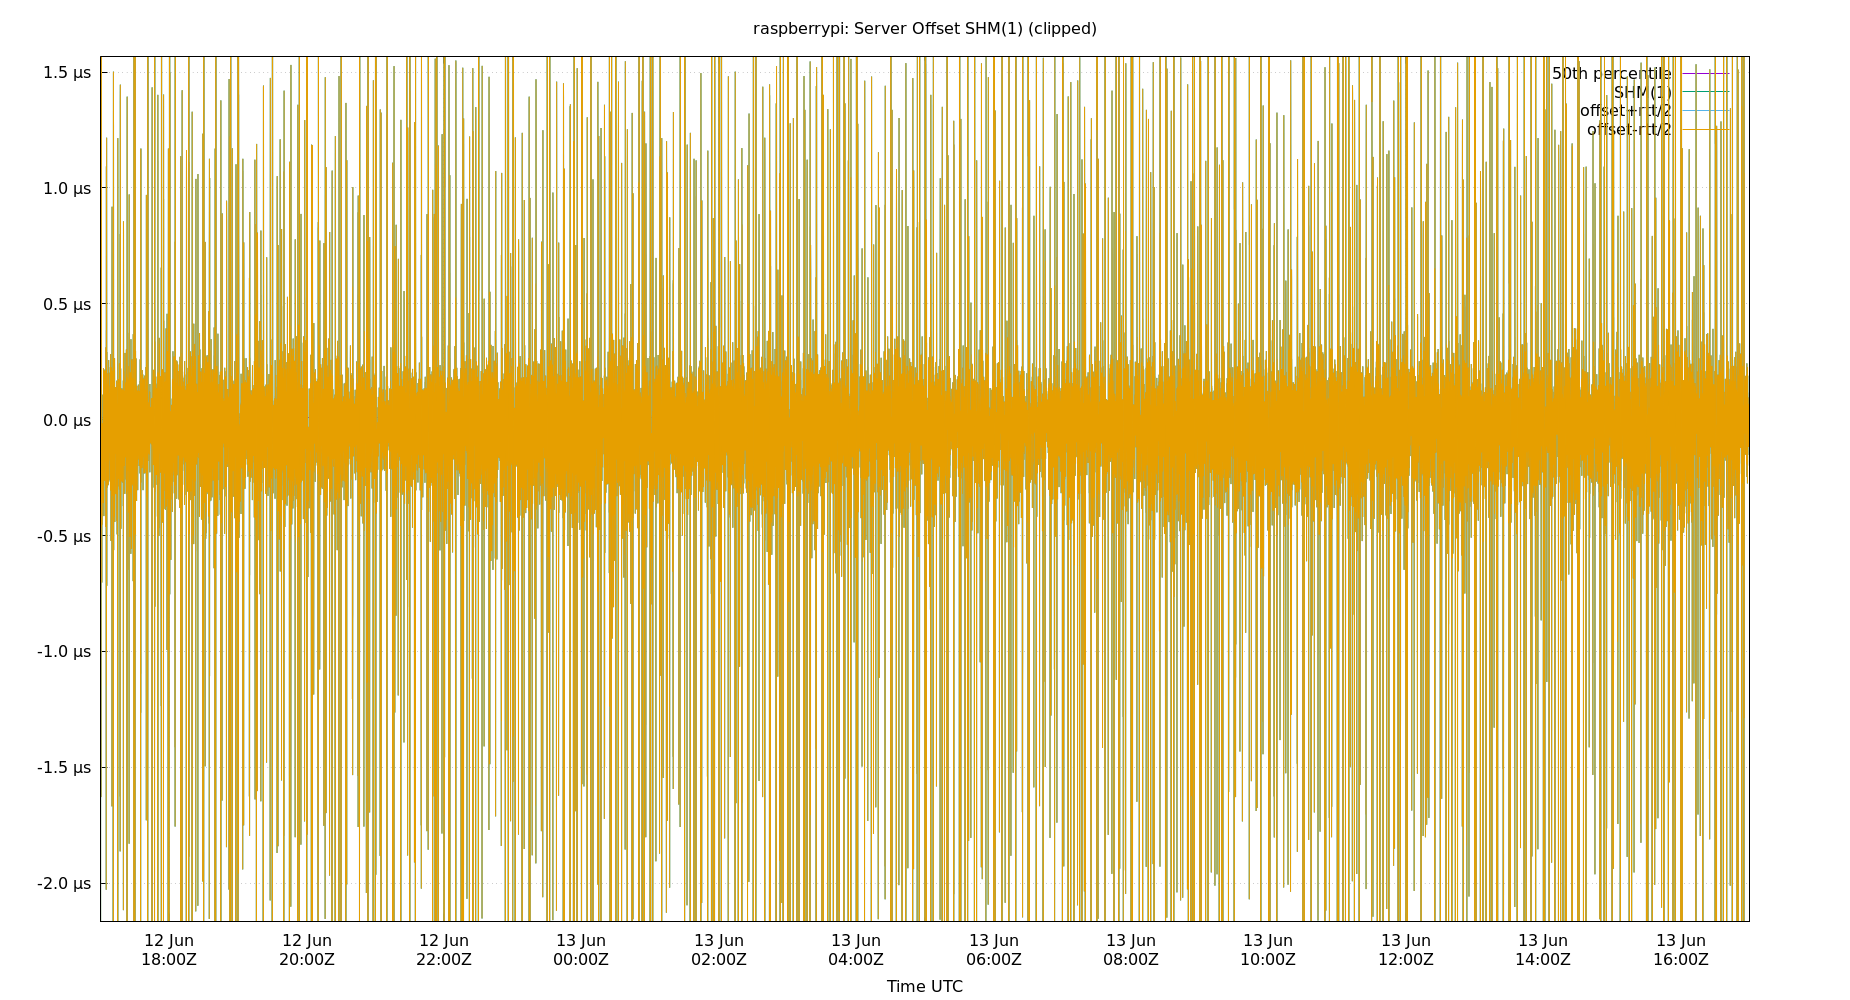 raspberrypi: Server Offset SHM(1) (clipped)
50th percentile
SHM(1)
offset+rtt/2
offset-rtt/2
1.5 µs
1.0 µs
0.5 µs
0.0 µs
-0.5 µs
-1.0 µs
-1.5 µs
-2.0 µs
12 Jun 12 Jun 12 Jun 13 Jun 13 Jun 13 Jun 13 Jun 13 Jun 13 Jun 13 Jun 13 Jun 13 Jun
18:00Z 20:00Z 22:00Z 00:00Z 02:00Z 04:00Z 06:00Z 08:00Z 10:00Z 12:00Z 14:00Z 16:00Z
Time UTC